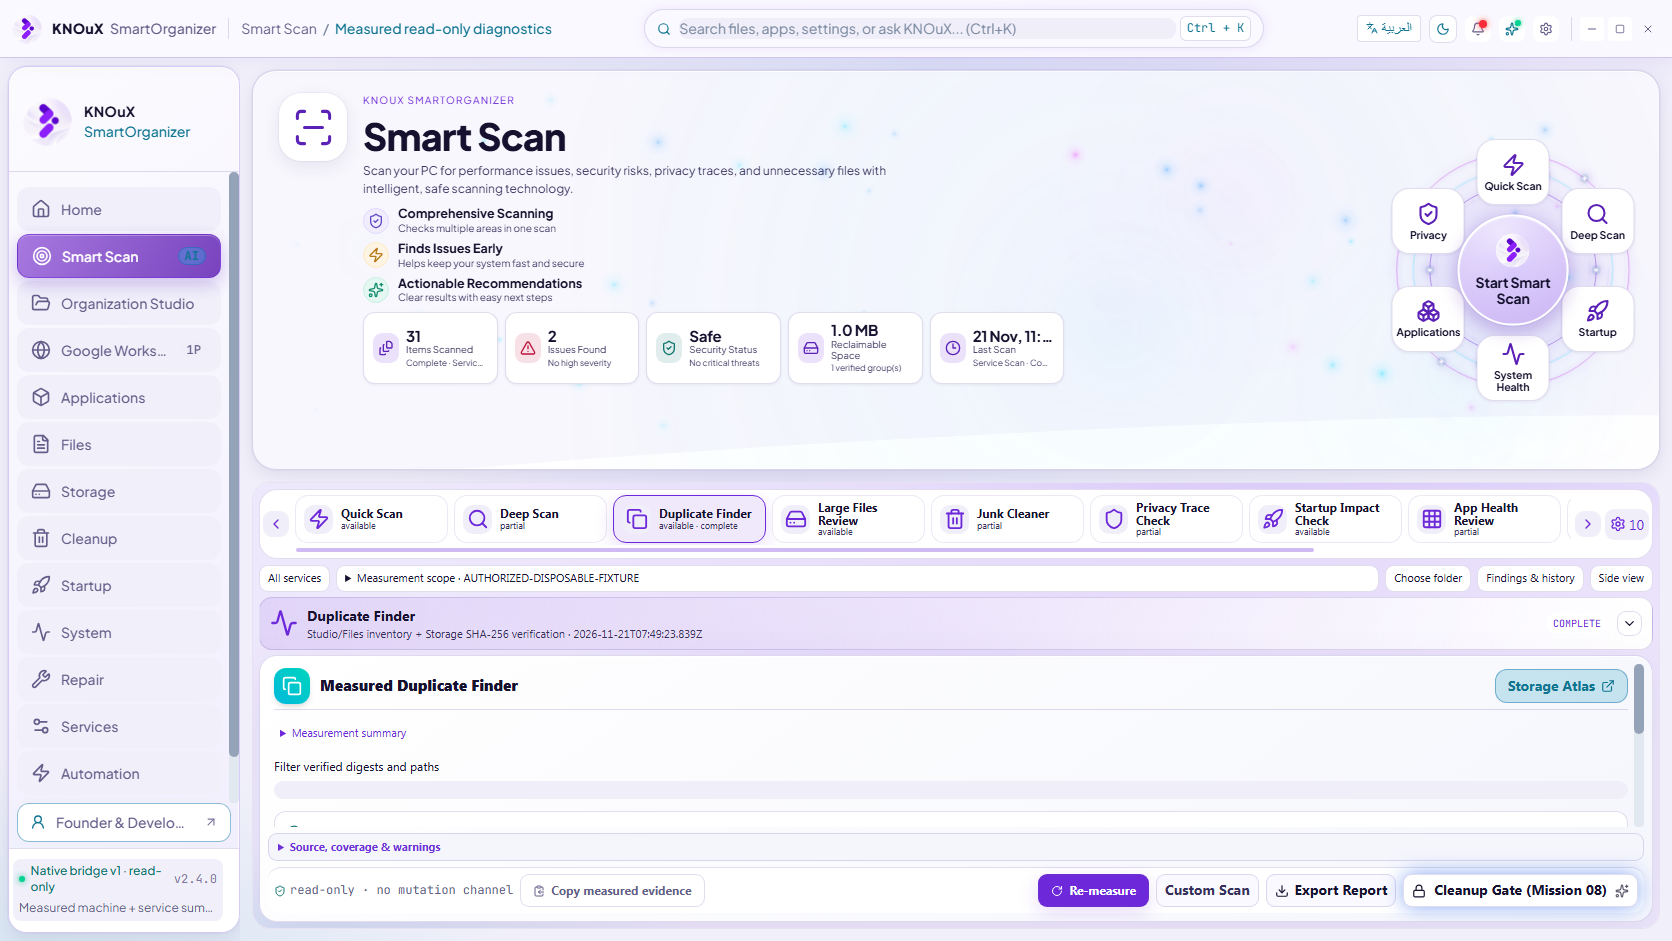 KNOuX SmartOrganizer
Smart Scan / Measured read-only diagnostics
Search files, apps, settings, or ask KNOuX... (Ctrl+K)
Ctrl + K
العربية
KNOuX
SmartOrganizer
Home
Smart Scan AI
Organization Studio
Google Works... 1P
Applications
Files
Storage
Cleanup
Startup
System
Repair
Services
Automation
Founder & Develo...
Native bridge v1 · read-only v2.4.0
Measured machine + service sum...
KNOUX SMARTORGANIZER
Smart Scan
Scan your PC for performance issues, security risks, privacy traces, and unnecessary files with
intelligent, safe scanning technology.
Comprehensive Scanning
Checks multiple areas in one scan
Finds Issues Early
Helps keep your system fast and secure
Actionable Recommendations
Clear results with easy next steps
31
Items Scanned
Complete · Servic...
2
Issues Found
No high severity
Safe
Security Status
No critical threats
1.0 MB
Reclaimable
Space
1 verified group(s)
21 Nov, 11:...
Last Scan
Service Scan · Co...
Quick Scan
Privacy
Deep Scan
Start Smart
Scan
Applications
Startup
System
Health
Quick Scan
available
Deep Scan
partial
Duplicate Finder
available · complete
Large Files
Review
available
Junk Cleaner
partial
Privacy Trace
Check
partial
Startup Impact
Check
available
App Health
Review
partial
10
All services
Measurement scope · AUTHORIZED-DISPOSABLE-FIXTURE
Choose folder
Findings & history
Side view
Duplicate Finder
Studio/Files inventory + Storage SHA-256 verification · 2026-11-21T07:49:23.839Z
COMPLETE
Measured Duplicate Finder
Storage Atlas
Measurement summary
Filter verified digests and paths
Source, coverage & warnings
read-only · no mutation channel
Copy measured evidence
Re-measure
Custom Scan
Export Report
Cleanup Gate (Mission 08)